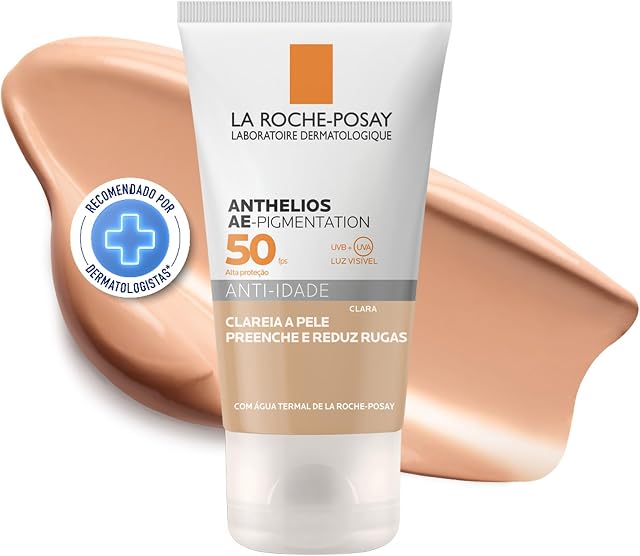 LA ROCHE-POSAY
LABORATOIRE DERMATOLOGIQUE
RECOMENDADO POR
DERMATOLOGISTAS*
ANTHELIOS
AE-PIGMENTATION
50 fps
UVB + UVA
LUZ VISÍVEL
Alta proteção
ANTI-IDADE
CLARA
CLAREIA A PELE
PREENCHE E REDUZ RUGAS
COM ÁGUA TERMAL DE LA ROCHE-POSAY